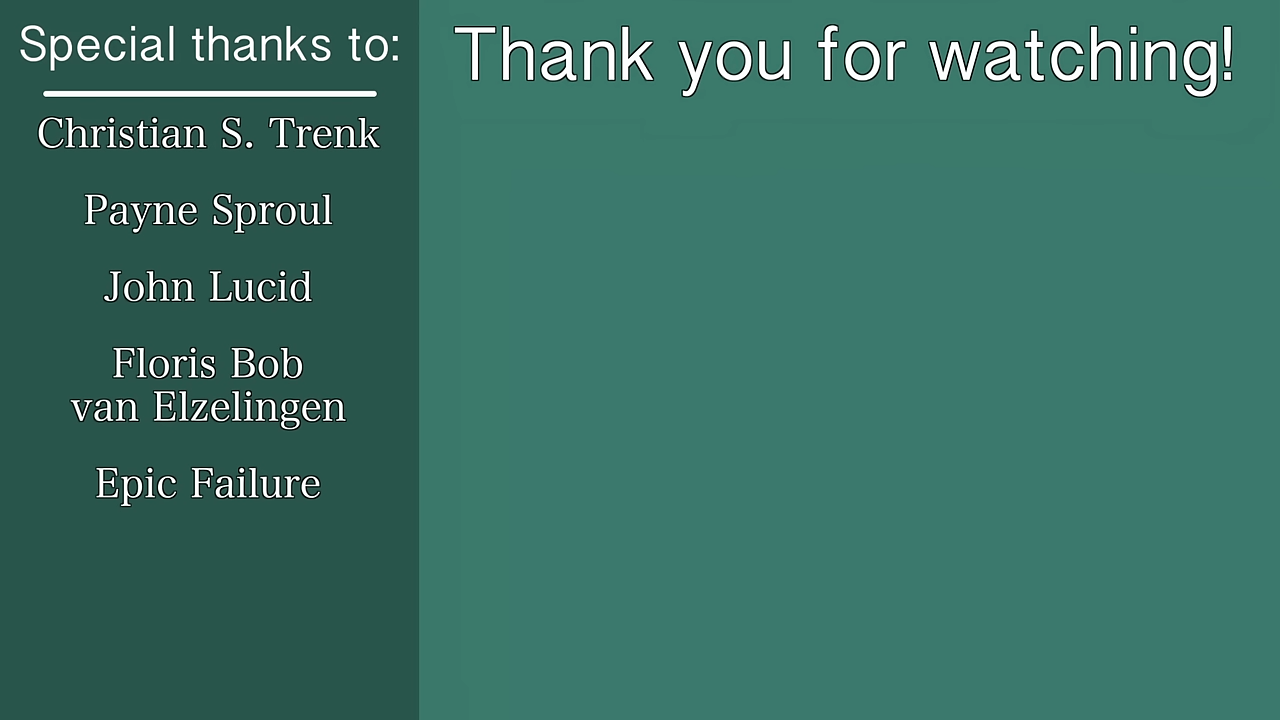 Special thanks to:
Christian S. Trenk
Payne Sproul
John Lucid
Floris Bob
van Elzelingen
Epic Failure
Thank you for watching!